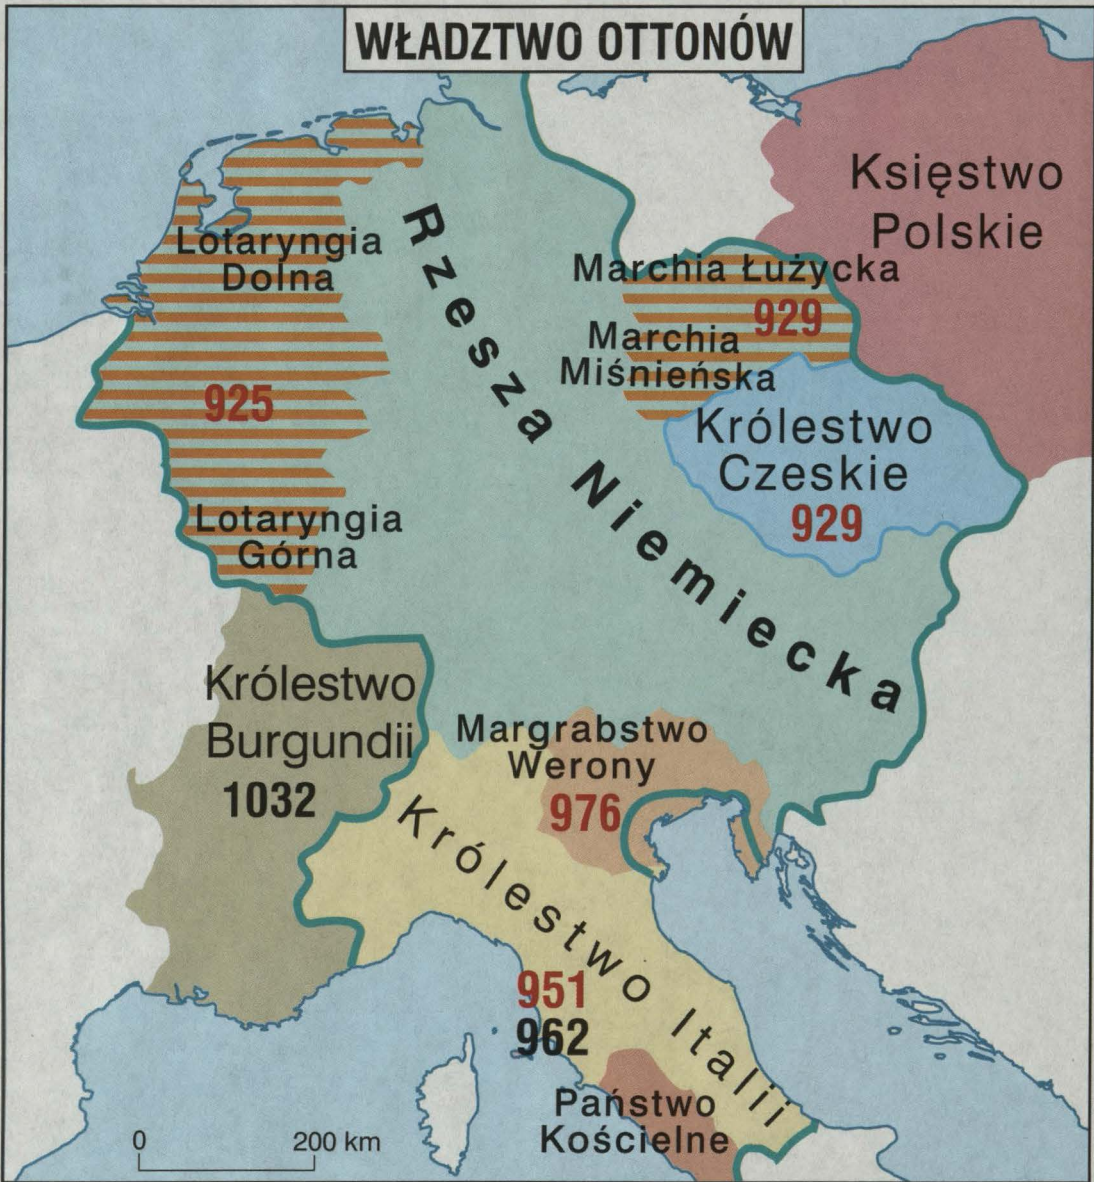 WŁADZTWO OTTONÓW
Księstwo
Polskie
Lotaryngia
Dolna
Rzesza Niemiecka
Marchia Łużycka
929
Marchia
Miśnieńska
925
Królestwo
Czeskie
929
Lotaryngia
Górna
Królestwo
Burgundii
1032
Margrabstwo
Werony
976
Królestwo Italii
951
962
Państwo
Kościelne
0 200 km